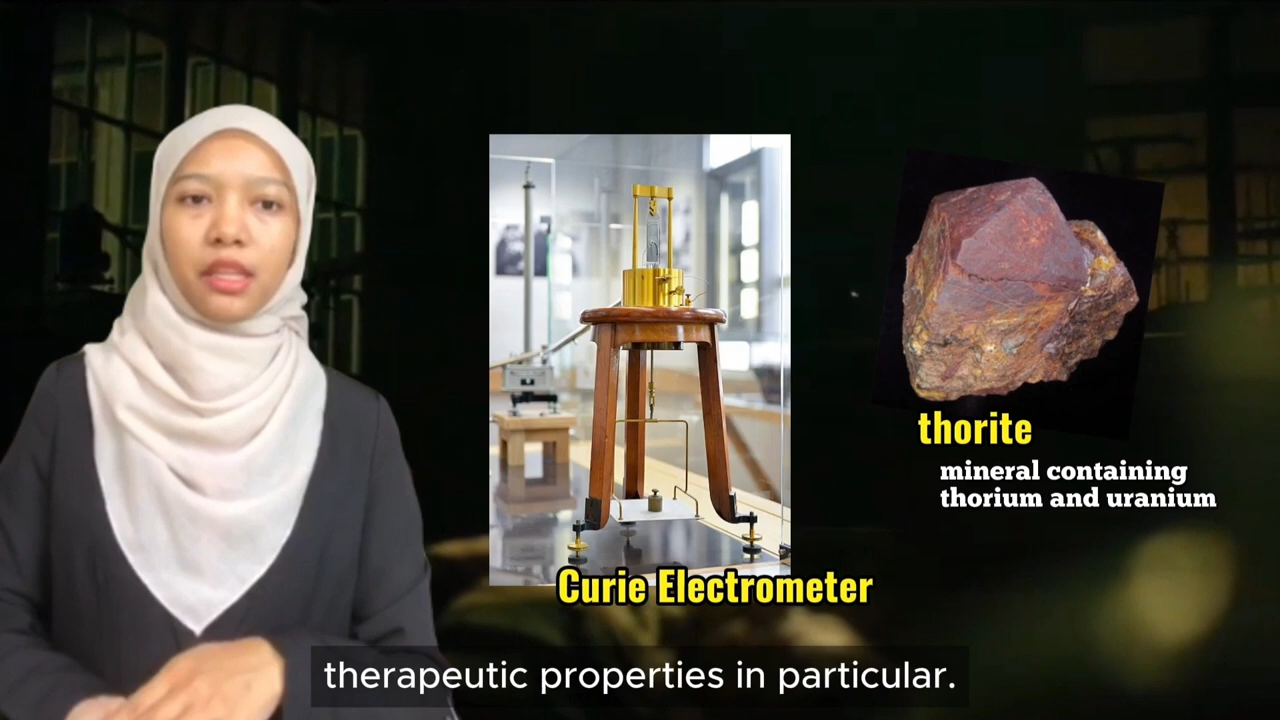 thorite
mineral containing
thorium and uranium
Curie Electrometer
therapeutic properties in particular.